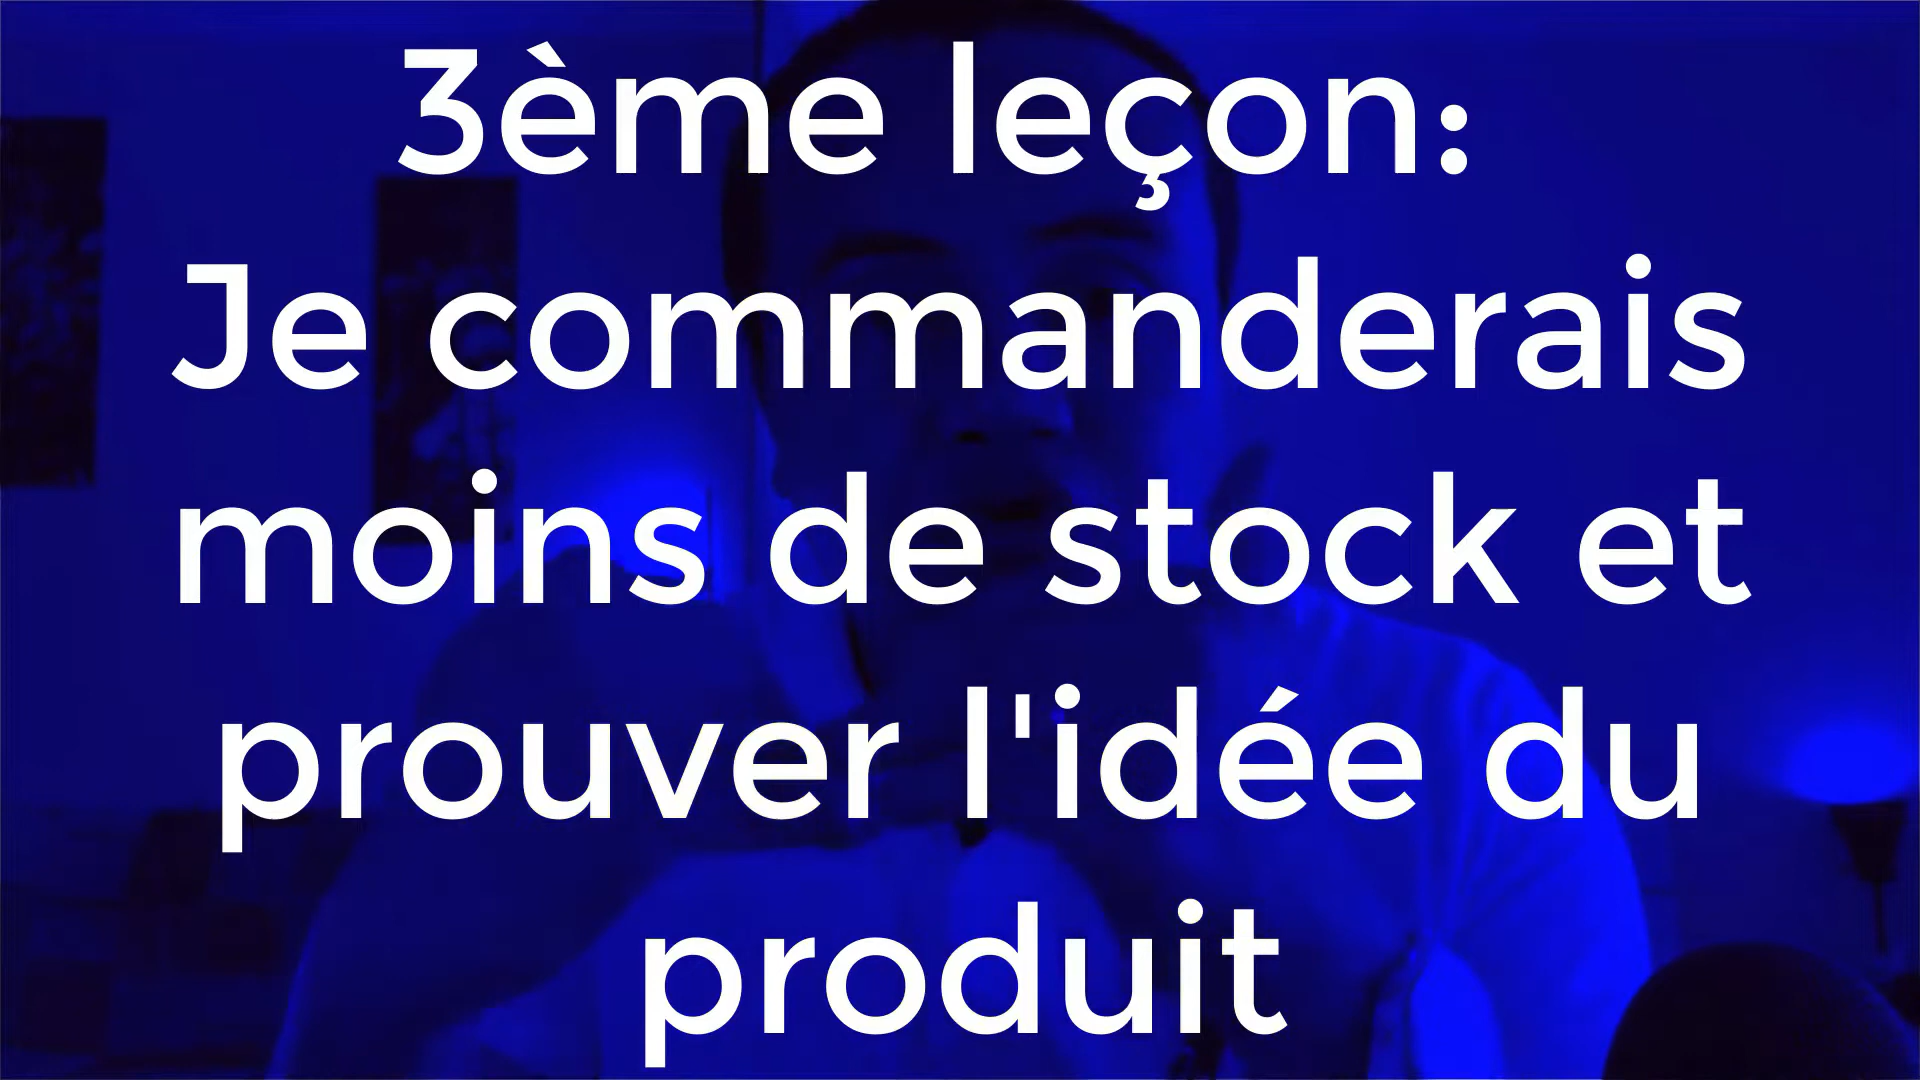 3ème leçon:
Je commanderais
moins de stock et
prouver l'idée du
produit